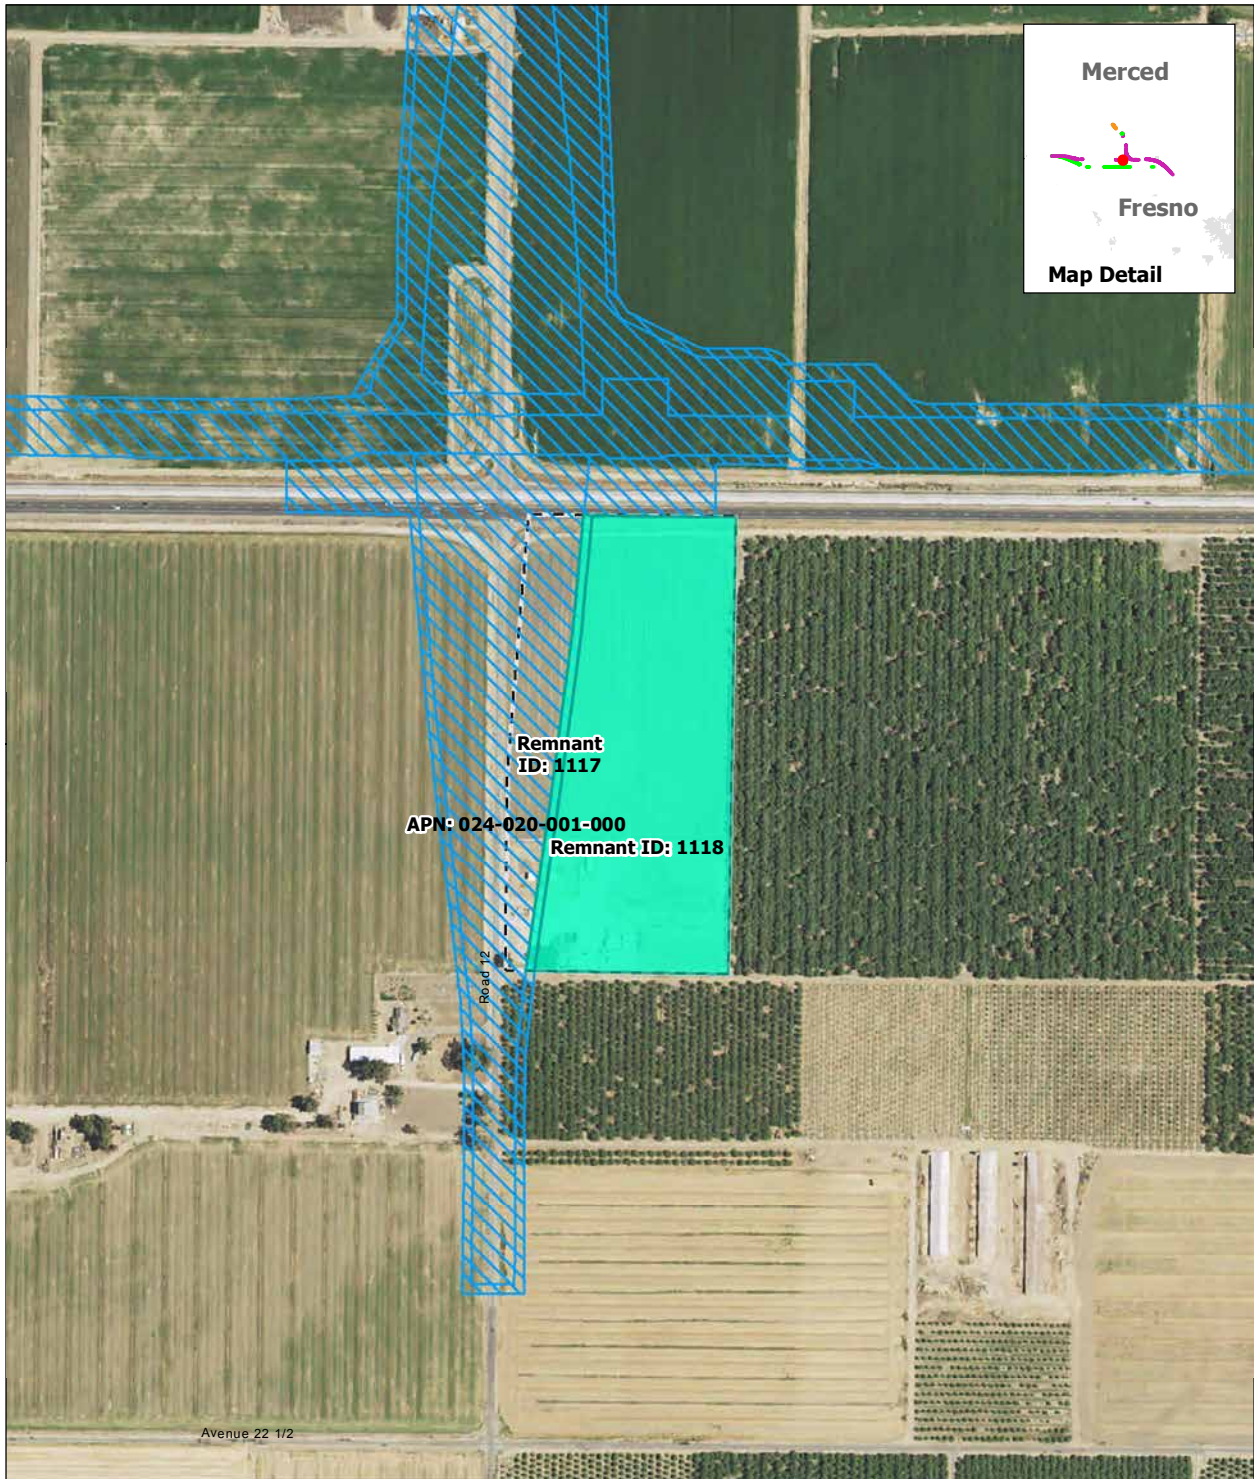 Merced
Fresno
Map Detail
Remnant
ID: 1117
APN: 024-020-001-000
Remnant ID: 1118
Road 12
Avenue 22 1/2